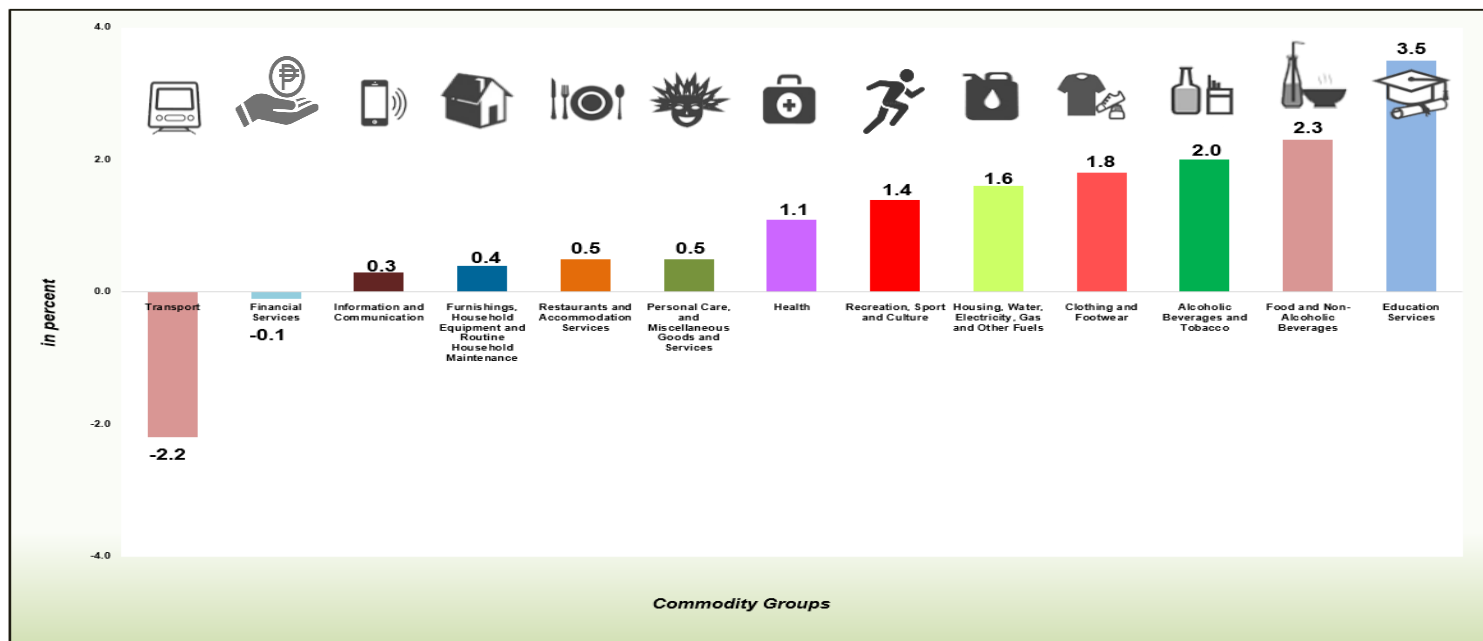 4.0
2.0
0.0
-2.0
-4.0
in percent
₱
-2.2
-0.1
0.3
0.4
0.5
0.5
1.1
1.4
1.6
1.8
2.0
2.3
3.5
Transport
Financial
Services
Information and
Communication
Furnishings,
Household
Equipment and
Routine
Household
Maintenance
Restaurants and
Accommodation
Services
Personal Care,
and
Miscellaneous
Goods and
Services
Health
Recreation, Sport
and Culture
Housing, Water,
Electricity, Gas
and Other Fuels
Clothing and
Footwear
Alcoholic
Beverages and
Tobacco
Food and Non-
Alcoholic
Beverages
Education
Services
Commodity Groups